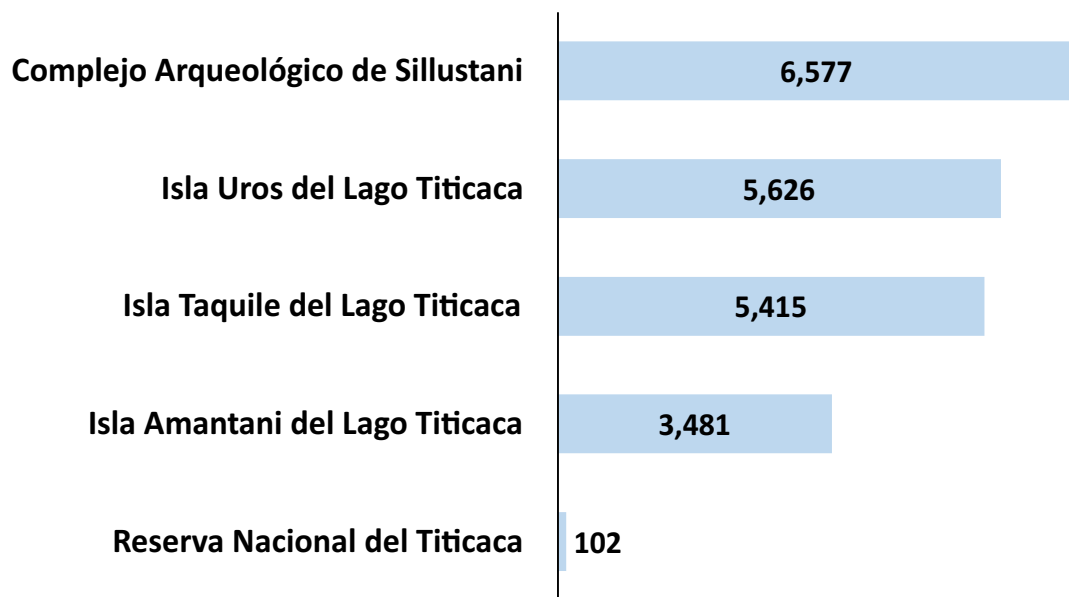 Complejo Arqueológico de Sillustani 6,577
Isla Uros del Lago Titicaca 5,626
Isla Taquile del Lago Titicaca 5,415
Isla Amantani del Lago Titicaca 3,481
Reserva Nacional del Titicaca 102